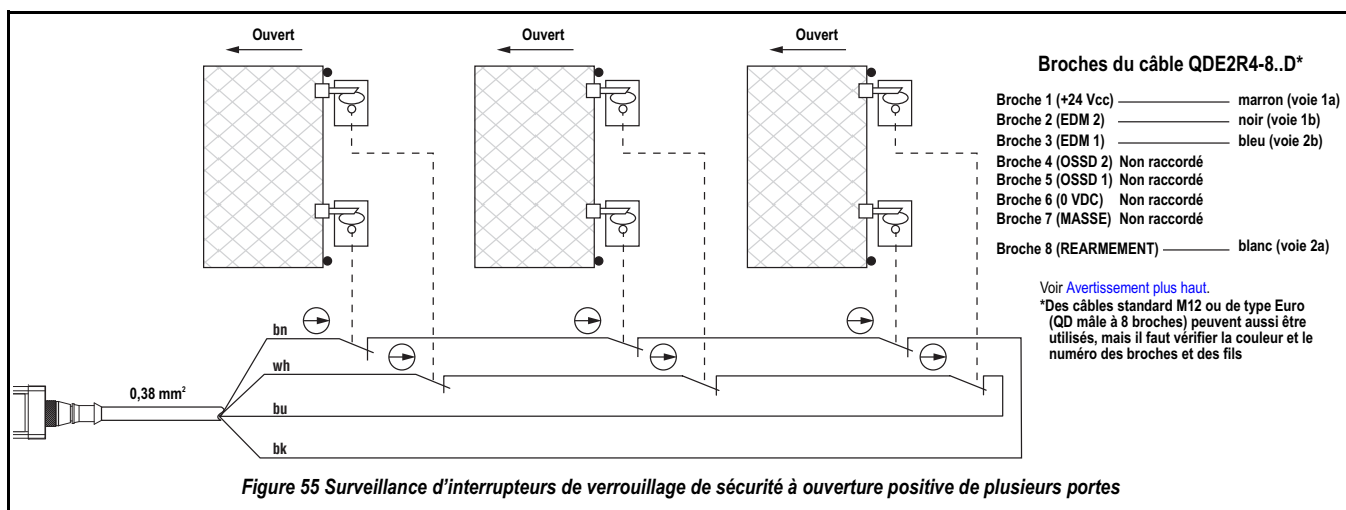 Ouvert
Ouvert
Ouvert
Broches du câble QDE2R4-8..D*
Broche 1 (+24 Vcc) marron (voie 1a)
Broche 2 (EDM 2) noir (voie 1b)
Broche 3 (EDM 1) bleu (voie 2b)
Broche 4 (OSSD 2) Non raccordé
Broche 5 (OSSD 1) Non raccordé
Broche 6 (0 VDC) Non raccordé
Broche 7 (MASSE) Non raccordé
Broche 8 (REARMEMENT) blanc (voie 2a)
Voir Avertissement plus haut.
*Des câbles standard M12 ou de type Euro
(QD mâle à 8 broches) peuvent aussi être
utilisés, mais il faut vérifier la couleur et le
numéro des broches et des fils
bn
wh
0,38 mm²
bu
bk
Figure 55 Surveillance d'interrupteurs de verrouillage de sécurité à ouverture positive de plusieurs portes